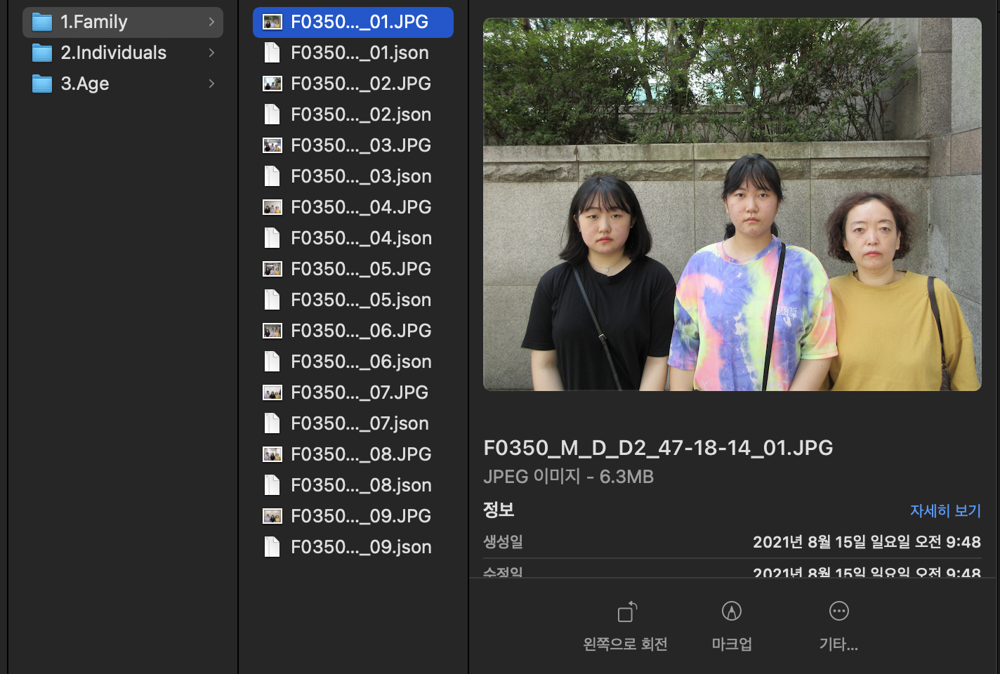 1.Family
2.Individuals
3.Age
F0350..._01.JPG
F0350..._01.json
F0350..._02.JPG
F0350..._02.json
F0350..._03.JPG
F0350..._03.json
F0350..._04.JPG
F0350..._04.json
F0350..._05.JPG
F0350..._05.json
F0350..._06.JPG
F0350..._06.json
F0350..._07.JPG
F0350..._07.json
F0350..._08.JPG
F0350..._08.json
F0350..._09.JPG
F0350..._09.json
F0350_M_D_D2_47-18-14_01.JPG
JPEG 이미지 - 6.3MB
정보 자세히 보기
생성일 2021년 8월 15일 일요일 오전 9:48
수정일 2021년 8월 15일 일요일 오전 9:48
왼쪽으로 회전 마크업 기타...